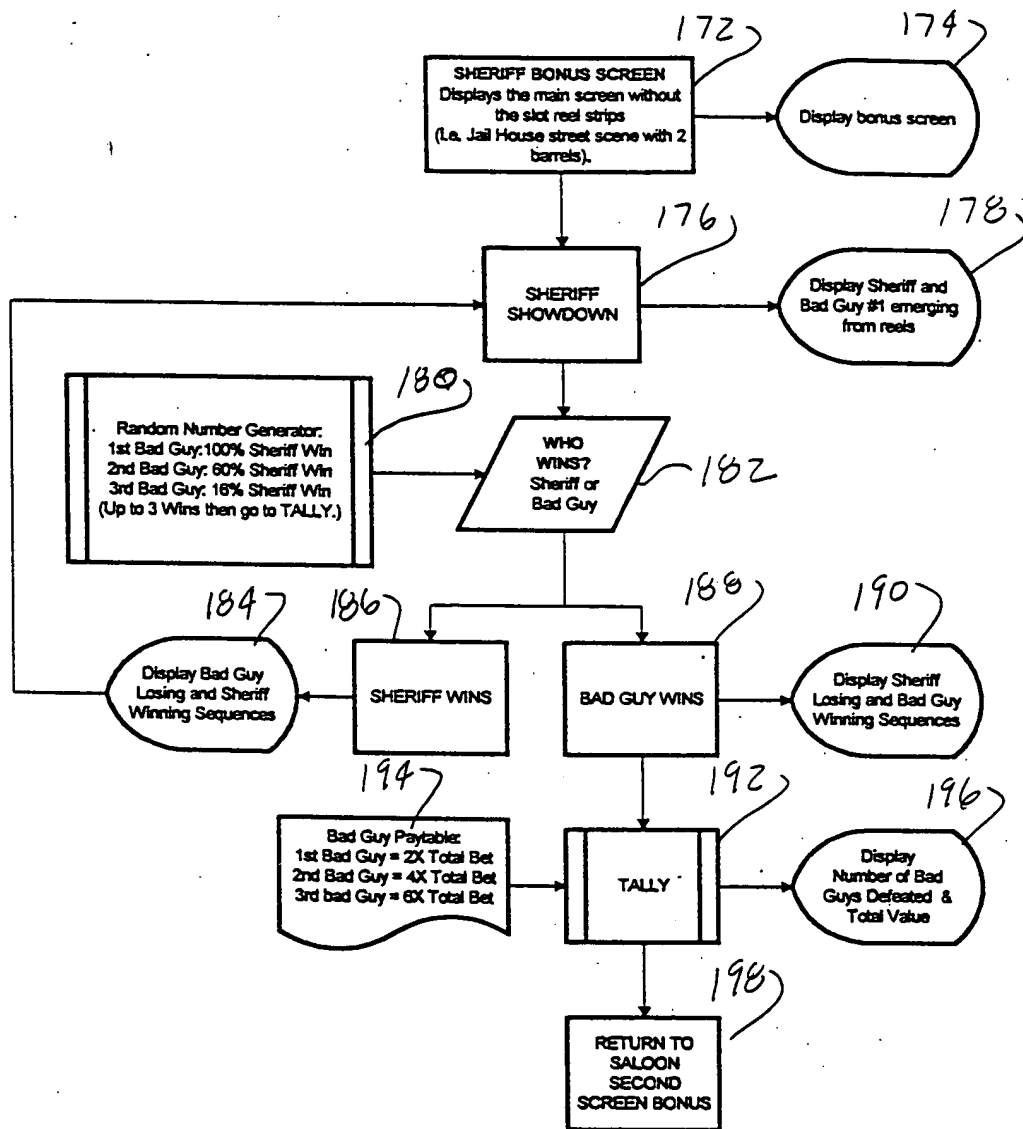 172
174
SHERIFF BONUS SCREEN
Displays the main screen without
the slot reel strips
(I.e. Jail House street scene with 2
barrels).
Display bonus screen
176
178
SHERIFF
SHOWDOWN
Display Sheriff and
Bad Guy #1 emerging
from reels
180
Random Number Generator:
1st Bad Guy:100% Sheriff Win
2nd Bad Guy: 60% Sheriff Win
3rd Bad Guy: 16% Sheriff Win
(Up to 3 Wins then go to TALLY.)
WHO
WINS?
Sheriff or
Bad Guy
182
184
186
188
190
Display Bad Guy
Losing and Sheriff
Winning Sequences
SHERIFF WINS
BAD GUY WINS
Display Sheriff
Losing and Bad Guy
Winning Sequences
194
192
196
Bad Guy Paytable:
1st Bad Guy = 2X Total Bet
2nd Bad Guy = 4X Total Bet
3rd bad Guy = 6X Total Bet
TALLY
Display
Number of Bad
Guys Defeated &
Total Value
198
RETURN TO
SALOON
SECOND
SCREEN BONUS